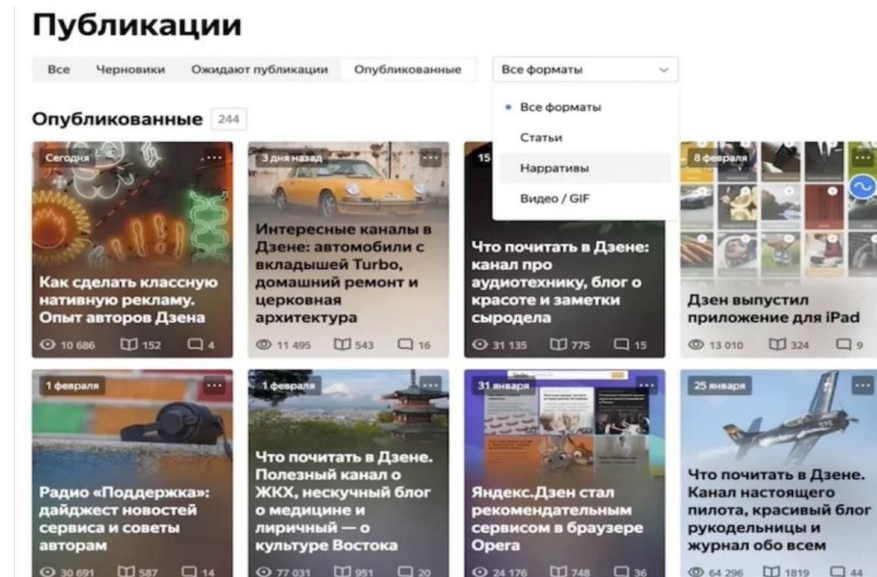 Публикации
Все Черновики Ожидают публикации Опубликованные Все форматы
Все форматы
Статьи
Нарративы
Видео / GIF
Опубликованные 244
Сегодня
Как сделать классную
нативную рекламу.
Опыт авторов Дзена
10 686 152 4
3 дня назад
Интересные каналы в
Дзене: автомобили с
вкладышей Turbo,
домашний ремонт и
церковная
архитектура
11 495 543 16
15
Что почитать в Дзене:
канал про
аудиотехнику, блог о
красоте и заметки
сыродела
31 135 775 15
8 февраля
Дзен выпустил
приложение для iPad
13 010 324 9
1 февраля
Радио «Поддержка»:
дайджест новостей
сервиса и советы
авторам
30 691 587 14
1 февраля
Что почитать в Дзене.
Полезный канал о
ЖКХ, нескучный блог
о медицине и
лиричный — о
культуре Востока
77 031 951 20
31 января
Яндекс.Дзен стал
рекомендательным
сервисом в браузере
Opera
24 176 748 36
25 января
Что почитать в Дзене.
Канал настоящего
пилота, красивый блог
рукодельницы и
журнал обо всем
64 296 1819 44